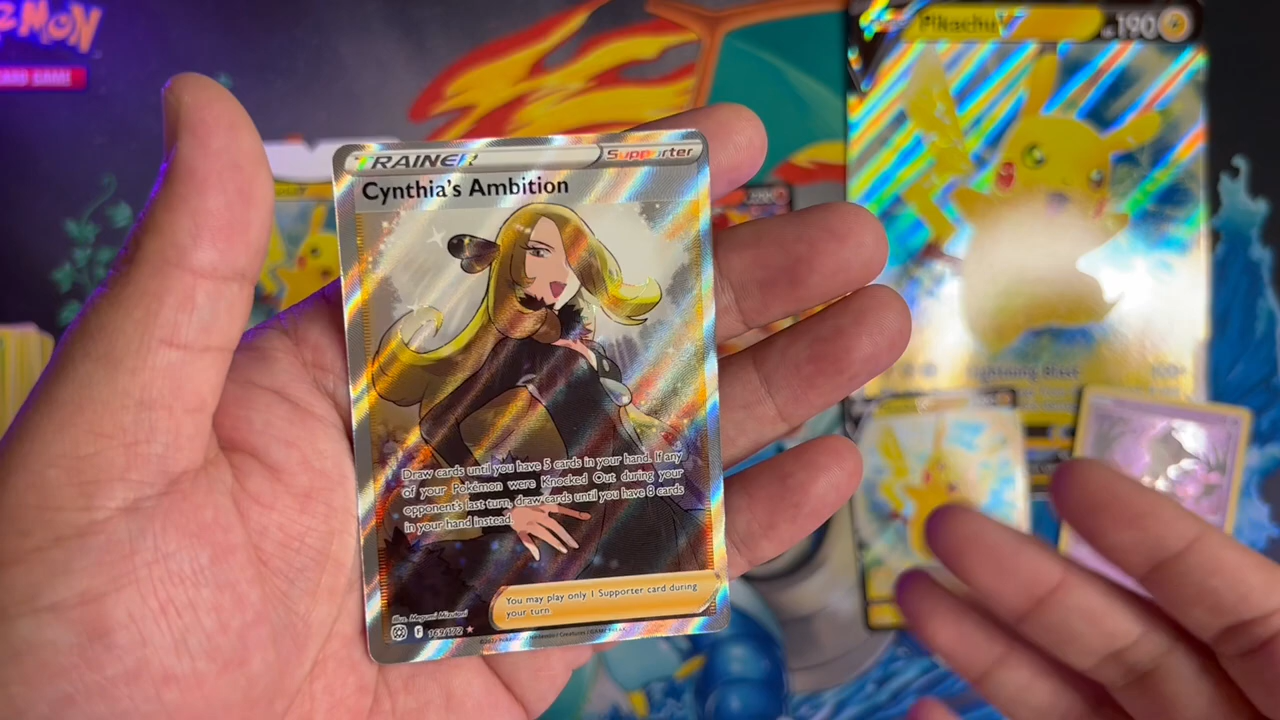 TRAINER
Supporter
Cynthia's Ambition
Draw cards until you have 5 cards in your hand. If any
of your Pokémon were Knocked Out during your
opponent's last turn, draw cards until you have 8 cards
in your hand instead.
You may play only 1 Supporter card during
your turn.
Illus. Megumi Mizutani
F 169/172
Pikachu V
190
Lightning Blast